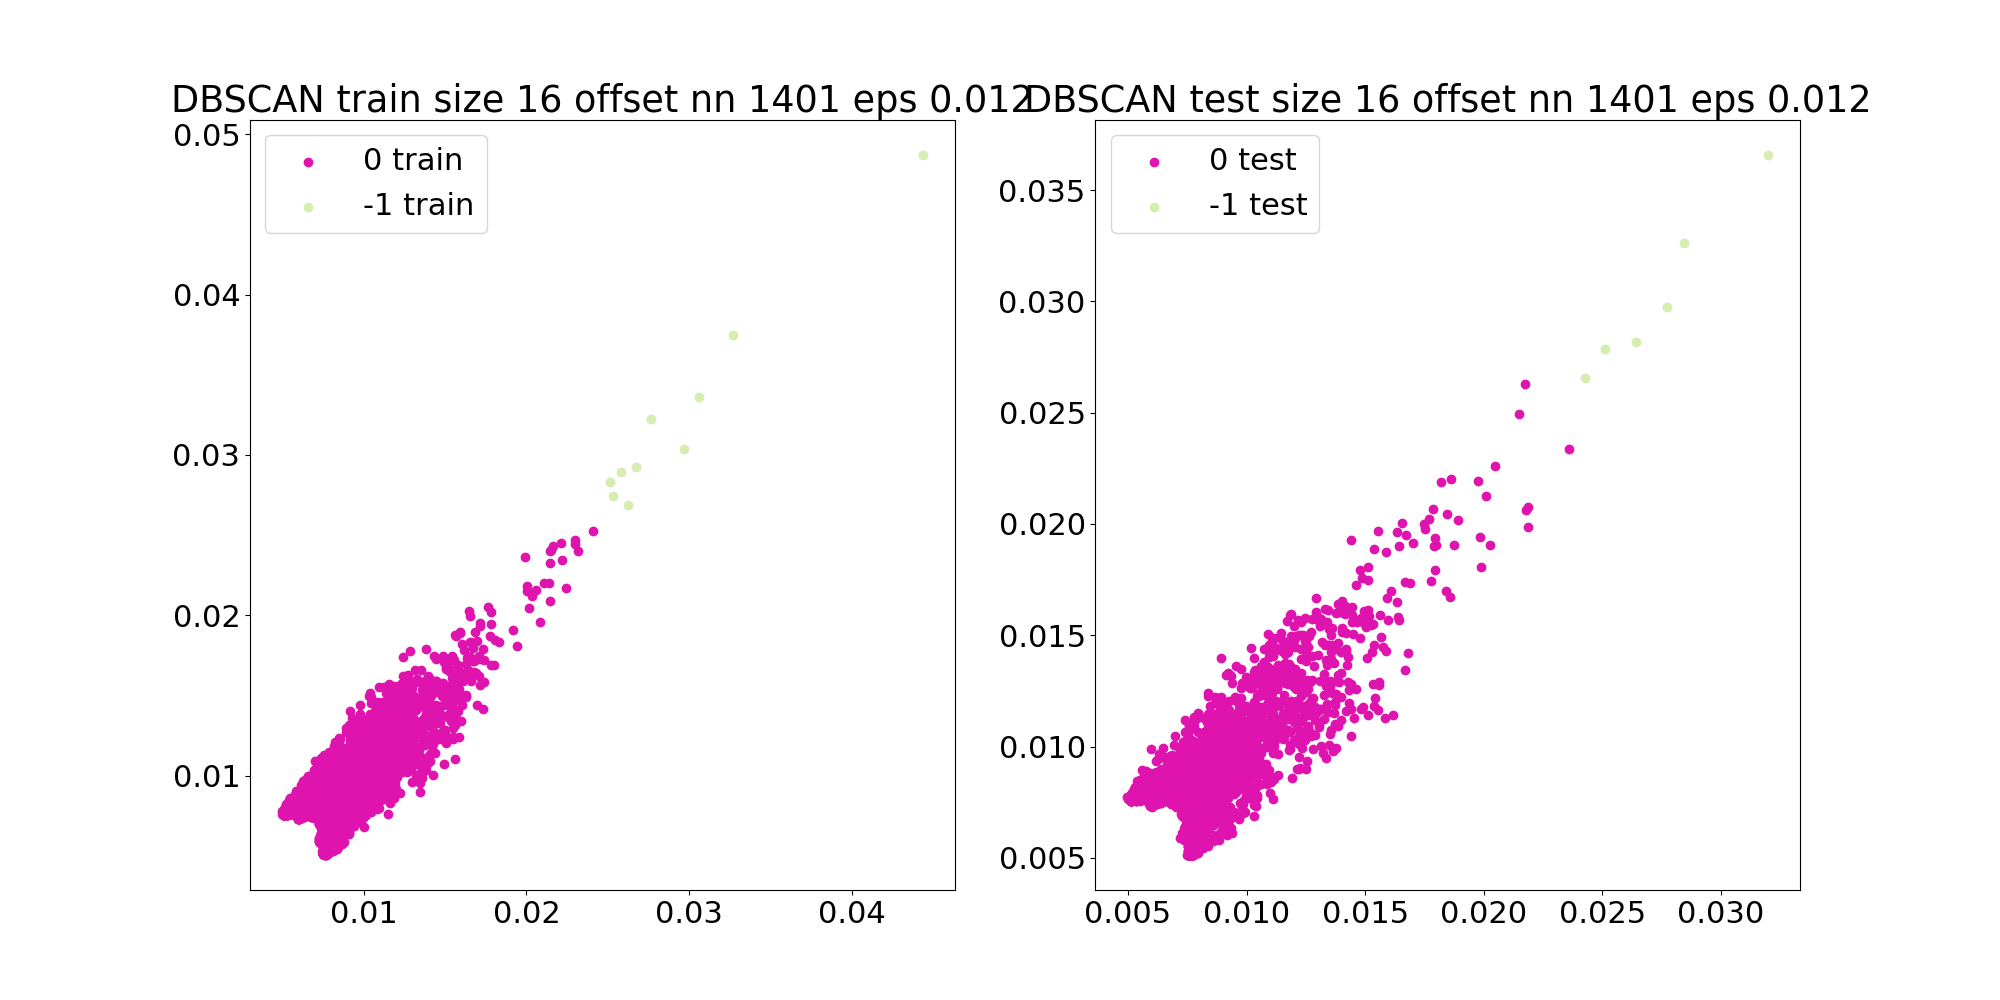 DBSCAN train size 16 offset nn 1401 eps 0.012
0 train
-1 train
0.05
0.04
0.03
0.02
0.01
0.01 0.02 0.03 0.04
DBSCAN test size 16 offset nn 1401 eps 0.012
0 test
-1 test
0.035
0.030
0.025
0.020
0.015
0.010
0.005
0.005 0.010 0.015 0.020 0.025 0.030